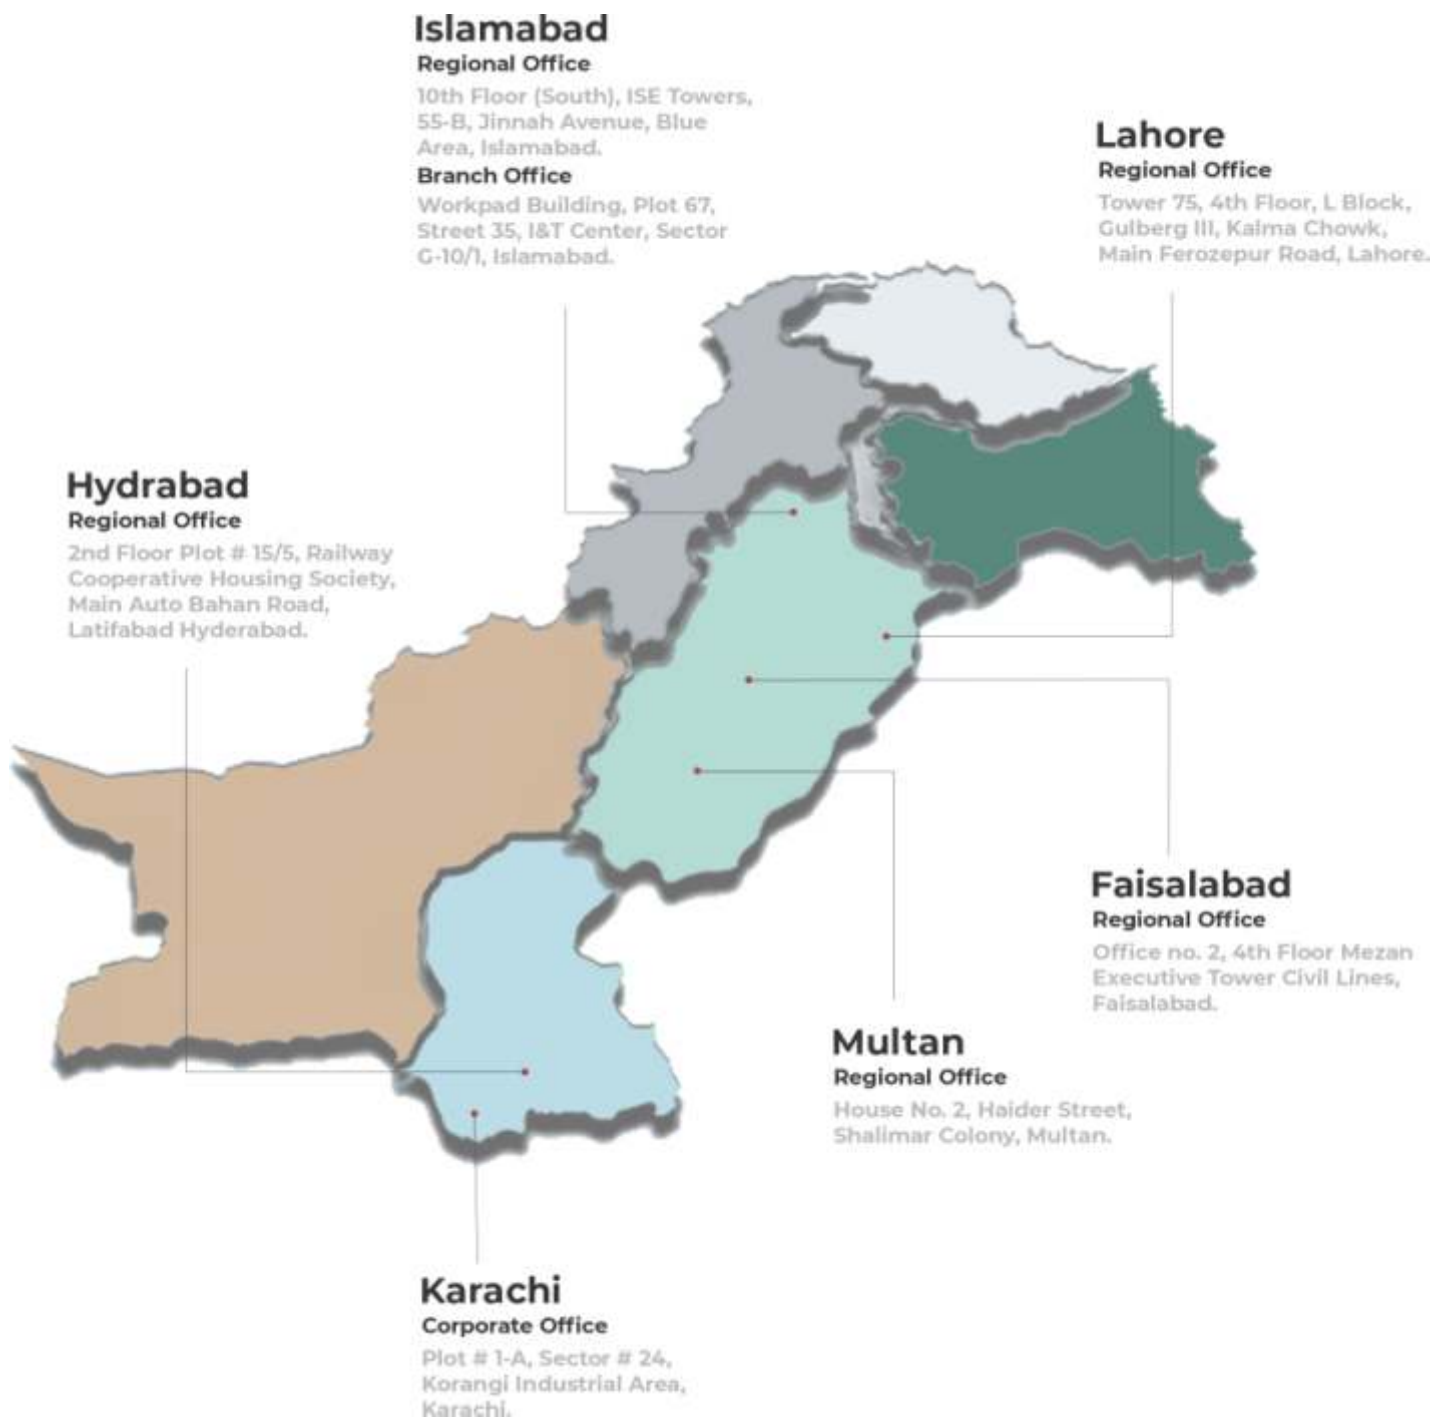 Islamabad
Regional Office
10th Floor (South), ISE Towers,
55-B, Jinnah Avenue, Blue
Area, Islamabad.
Branch Office
Workpad Building, Plot 67,
Street 35, I&T Center, Sector
G-10/1, Islamabad.
Lahore
Regional Office
Tower 75, 4th Floor, L Block,
Gulberg III, Kalma Chowk,
Main Ferozepur Road, Lahore.
Hydrabad
Regional Office
2nd Floor Plot # 15/5, Railway
Cooperative Housing Society,
Main Auto Bahan Road,
Latifabad Hyderabad.
Faisalabad
Regional Office
Office no. 2, 4th Floor Mezan
Executive Tower Civil Lines,
Faisalabad.
Multan
Regional Office
House No. 2, Haider Street,
Shalimar Colony, Multan.
Karachi
Corporate Office
Plot # 1-A, Sector # 24,
Korangi Industrial Area,
Karachi.